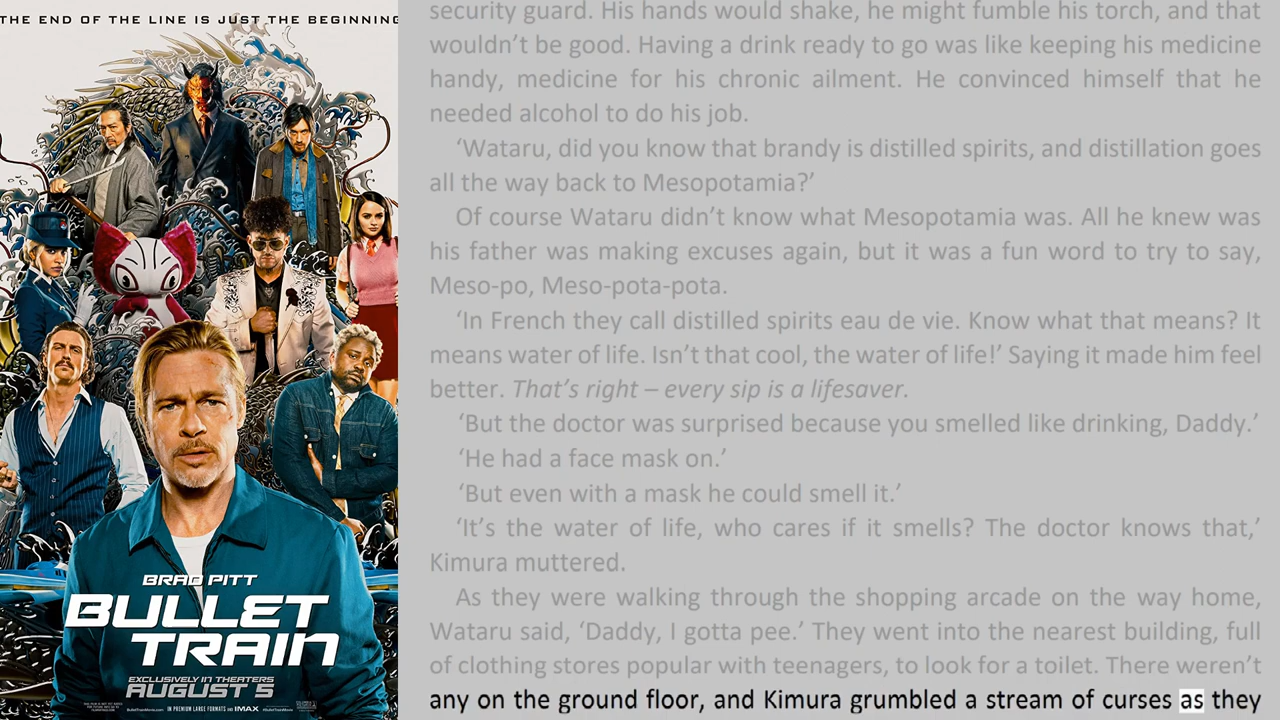 THE END OF THE LINE IS JUST THE BEGINNING
BRAD PITT
BULLET
TRAIN
EXCLUSIVELY IN THEATERS
AUGUST 5
BulletTrainMovie.com
IN PREMIUM LARGE FORMATS AND IMAX
#BulletTrainMovie
security guard. His hands would shake, he might fumble his torch, and that
wouldn’t be good. Having a drink ready to go was like keeping his medicine
handy, medicine for his chronic ailment. He convinced himself that he
needed alcohol to do his job.
‘Wataru, did you know that brandy is distilled spirits, and distillation goes
all the way back to Mesopotamia?’
Of course Wataru didn’t know what Mesopotamia was. All he knew was
his father was making excuses again, but it was a fun word to try to say,
Meso-po, Meso-pota-pota.
‘In French they call distilled spirits eau de vie. Know what that means? It
means water of life. Isn’t that cool, the water of life!’ Saying it made him feel
better. That’s right – every sip is a lifesaver.
‘But the doctor was surprised because you smelled like drinking, Daddy.’
‘He had a face mask on.’
‘But even with a mask he could smell it.’
‘It’s the water of life, who cares if it smells? The doctor knows that,’
Kimura muttered.
As they were walking through the shopping arcade on the way home,
Wataru said, ‘Daddy, I gotta pee.’ They went into the nearest building, full
of clothing stores popular with teenagers, to look for a toilet. There weren’t
any on the ground floor, and Kimura grumbled a stream of curses as they